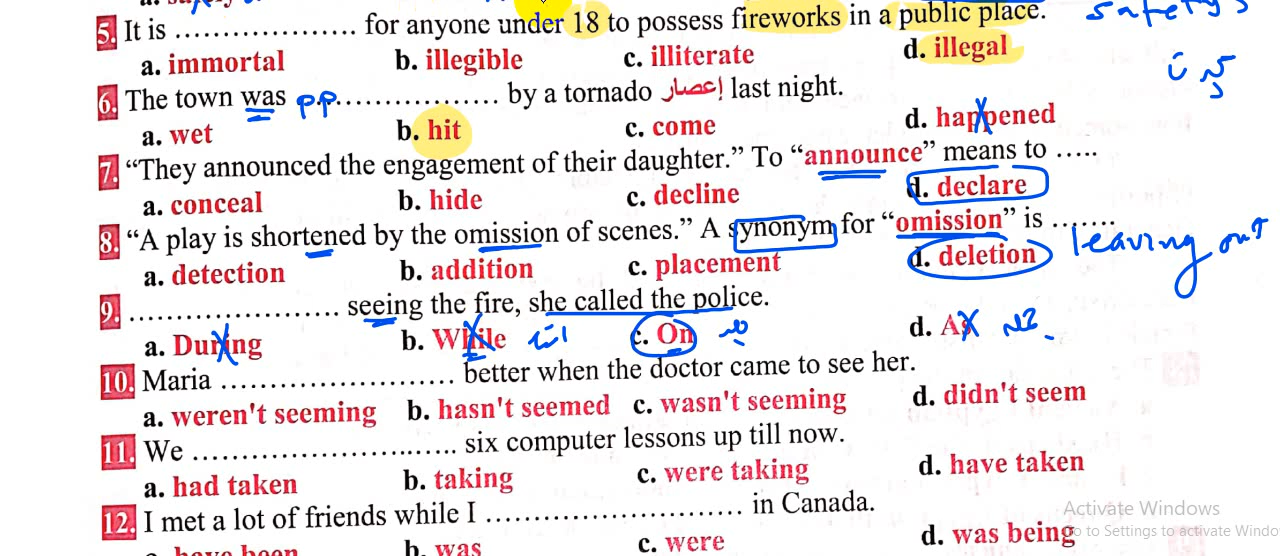 safety
5. It is ................... for anyone under 18 to possess fireworks in a public place.
a. immortal b. illegible c. illiterate d. illegal
6. The town was p.p................... by a tornado إعصار last night.
a. wet b. hit c. come d. happened
7. “They announced the engagement of their daughter.” To “announce” means to .....
a. conceal b. hide c. decline d. declare
8. “A play is shortened by the omission of scenes.” A synonym for “omission” is .......
leaving out
a. detection b. addition c. placement d. deletion
9. ........................ seeing the fire, she called the police.
a. During b. While c. On d. As
10. Maria .......................... better when the doctor came to see her.
a. weren't seeming b. hasn't seemed c. wasn't seeming d. didn't seem
11. We .............................. six computer lessons up till now.
a. had taken b. taking c. were taking d. have taken
12. I met a lot of friends while I ............................. in Canada.
b. was c. were d. was being
Activate Windows
Go to Settings to activate Windo